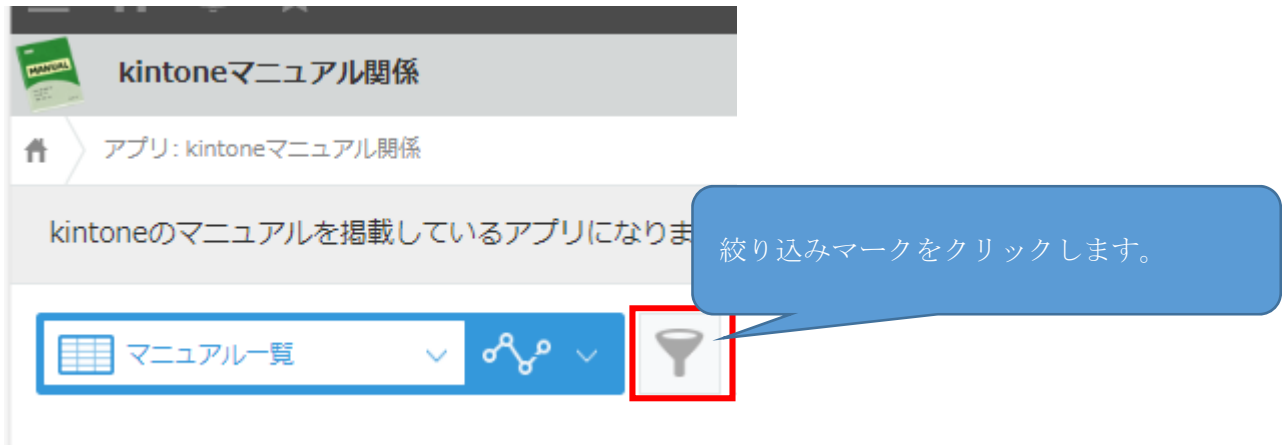 MANUAL
kintoneマニュアル関係
アプリ: kintoneマニュアル関係
kintoneのマニュアルを掲載しているアプリになりま
絞り込みマークをクリックします。
マニュアル一覧